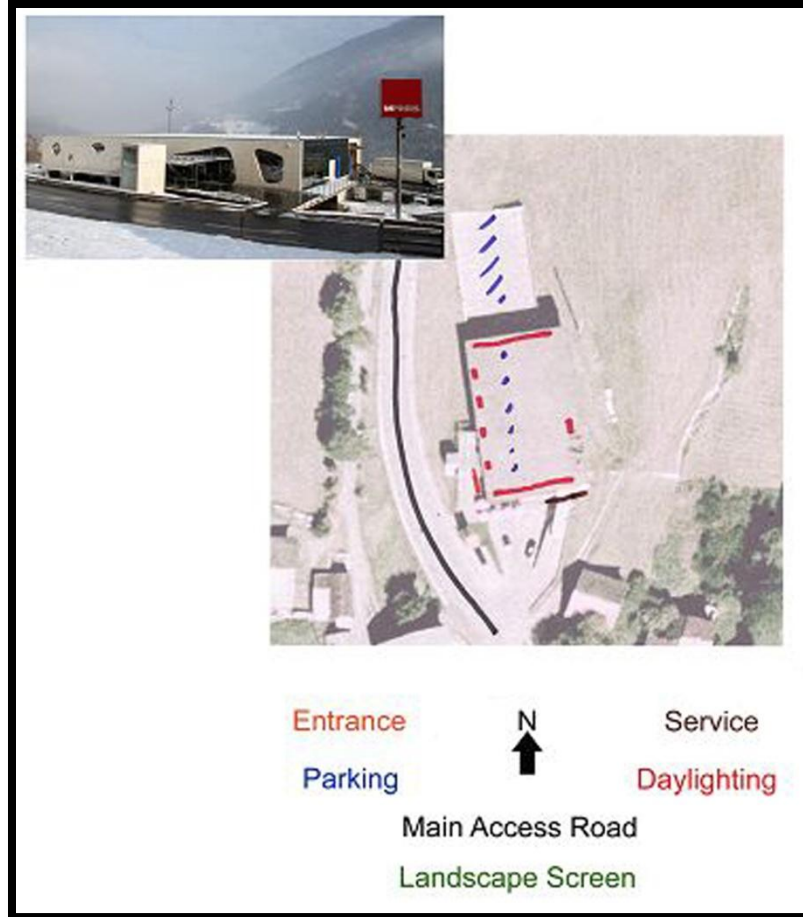 Entrance
N
Service
Parking
Daylighting
Main Access Road
Landscape Screen